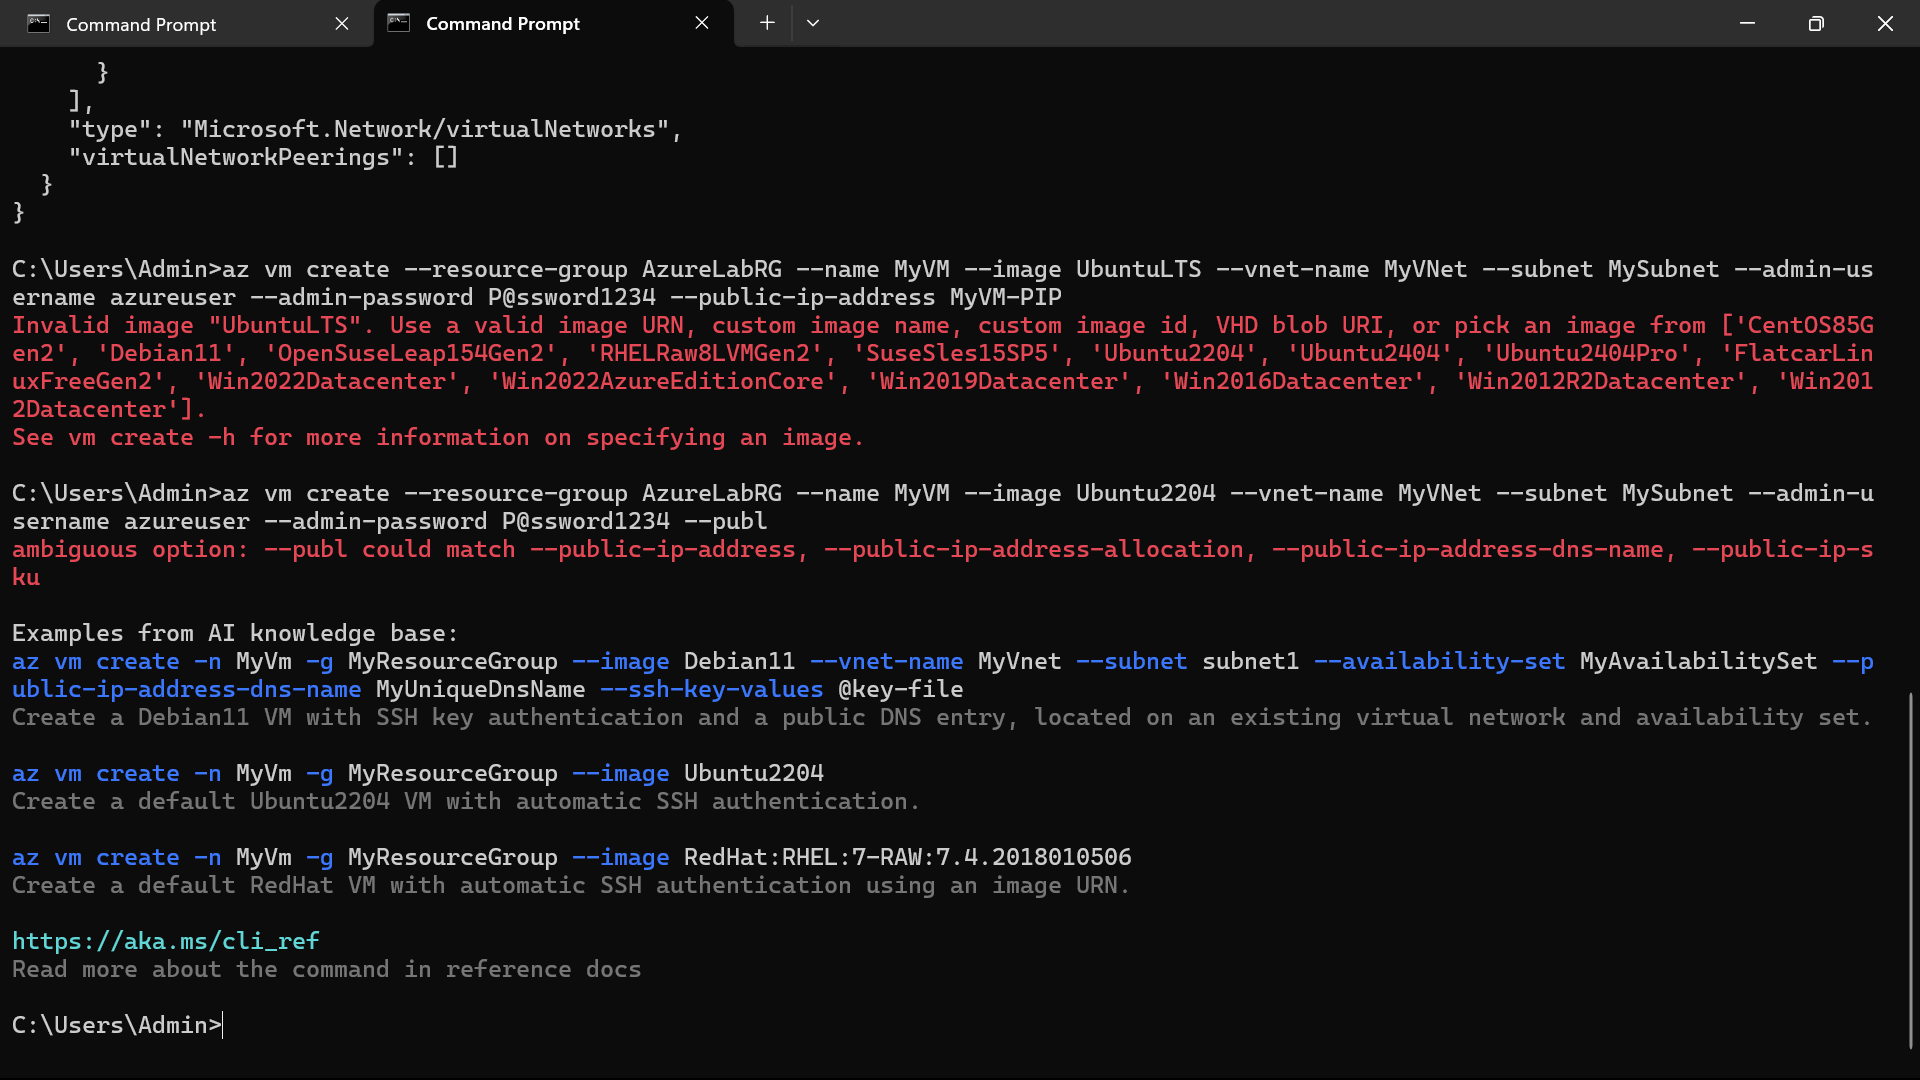 Command Prompt
Command Prompt
}
],
"type": "Microsoft.Network/virtualNetworks",
"virtualNetworkPeerings": []
}
}
C:\Users\Admin>az vm create --resource-group AzureLabRG --name MyVM --image UbuntuLTS --vnet-name MyVNet --subnet MySubnet --admin-us
ername azureuser --admin-password P@ssword1234 --public-ip-address MyVM-PIP
Invalid image "UbuntuLTS". Use a valid image URN, custom image name, custom image id, VHD blob URI, or pick an image from ['CentOS85G
en2', 'Debian11', 'OpenSuseLeap154Gen2', 'RHELRaw8LVMGen2', 'SuseSles15SP5', 'Ubuntu2204', 'Ubuntu2404', 'Ubuntu2404Pro', 'FlatcarLin
uxFreeGen2', 'Win2022Datacenter', 'Win2022AzureEditionCore', 'Win2019Datacenter', 'Win2016Datacenter', 'Win2012R2Datacenter', 'Win201
2Datacenter'].
See vm create -h for more information on specifying an image.
C:\Users\Admin>az vm create --resource-group AzureLabRG --name MyVM --image Ubuntu2204 --vnet-name MyVNet --subnet MySubnet --admin-u
sername azureuser --admin-password P@ssword1234 --publ
ambiguous option: --publ could match --public-ip-address, --public-ip-address-allocation, --public-ip-address-dns-name, --public-ip-s
ku
Examples from AI knowledge base:
az vm create -n MyVm -g MyResourceGroup --image Debian11 --vnet-name MyVnet --subnet subnet1 --availability-set MyAvailabilitySet --p
ublic-ip-address-dns-name MyUniqueDnsName --ssh-key-values @key-file
Create a Debian11 VM with SSH key authentication and a public DNS entry, located on an existing virtual network and availability set.
az vm create -n MyVm -g MyResourceGroup --image Ubuntu2204
Create a default Ubuntu2204 VM with automatic SSH authentication.
az vm create -n MyVm -g MyResourceGroup --image RedHat:RHEL:7-RAW:7.4.2018010506
Create a default RedHat VM with automatic SSH authentication using an image URN.
https://aka.ms/cli_ref
Read more about the command in reference docs
C:\Users\Admin>